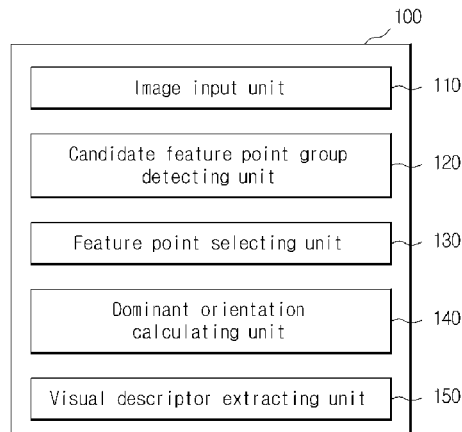 100
Image input unit
110
Candidate feature point group
detecting unit
120
Feature point selecting unit
130
Dominant orientation
calculating unit
140
Visual descriptor extracting unit
150